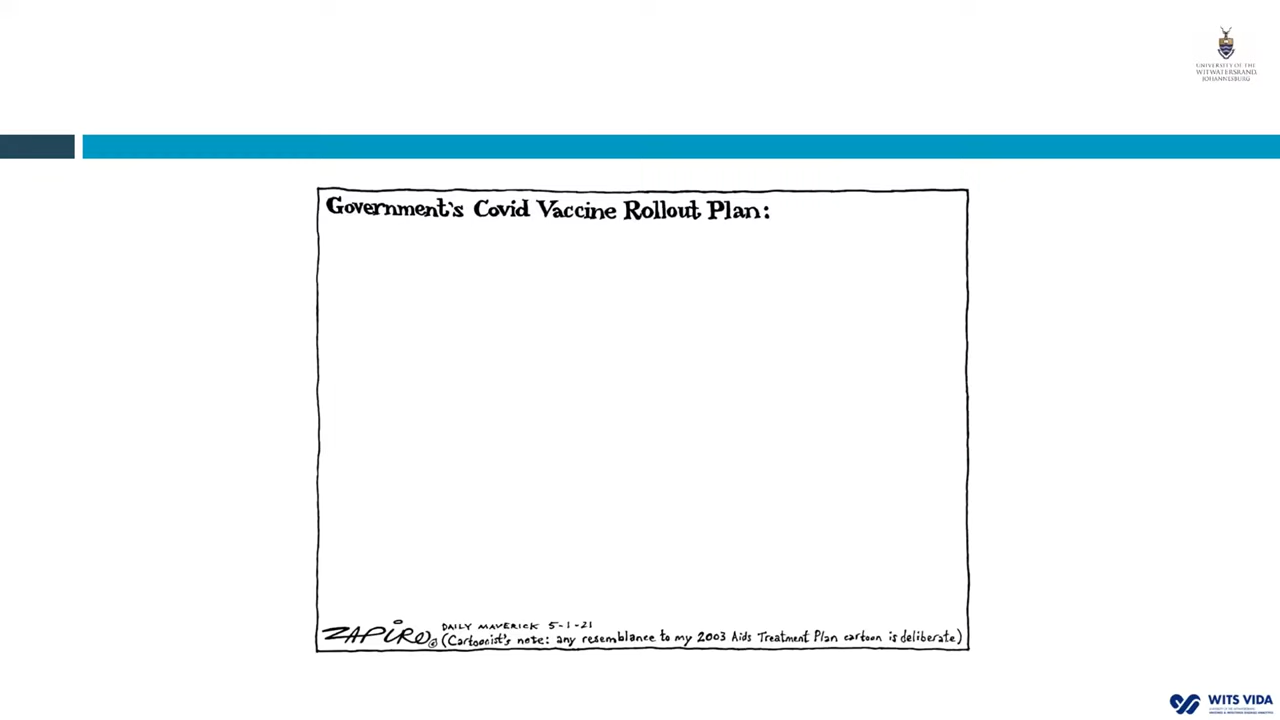 UNIVERSITY OF THE
WITWATERSRAND,
JOHANNESBURG
Government's Covid Vaccine Rollout Plan:
DAILY MAVERICK 5-1-21
ZAPIRO © (Cartoonist's note: any resemblance to my 2003 Aids Treatment Plan cartoon is deliberate)
WITS VIDA